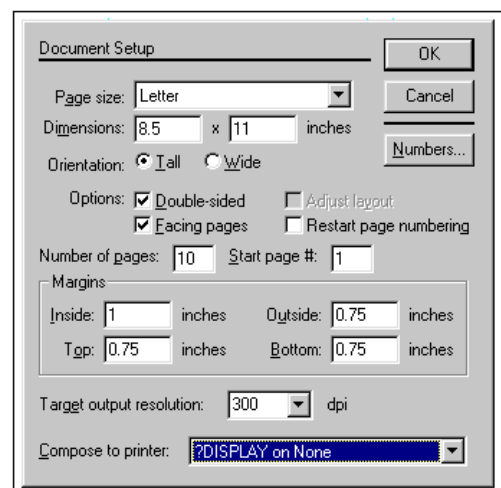 Document Setup
OK
Page size: Letter
Cancel
Dimensions: 8.5 x 11 inches
Numbers...
Orientation: Tall Wide
Options: Double-sided Adjust layout
Facing pages Restart page numbering
Number of pages: 10 Start page #: 1
Margins
Inside: 1 inches Outside: 0.75 inches
Top: 0.75 inches Bottom: 0.75 inches
Target output resolution: 300 dpi
Compose to printer: ?DISPLAY on None